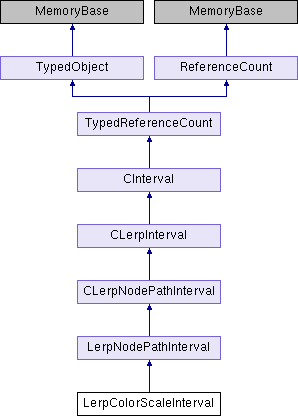 MemoryBase
MemoryBase
TypedObject
ReferenceCount
TypedReferenceCount
CInterval
CLerpInterval
CLerpNodePathInterval
LerpNodePathInterval
LerpColorScaleInterval